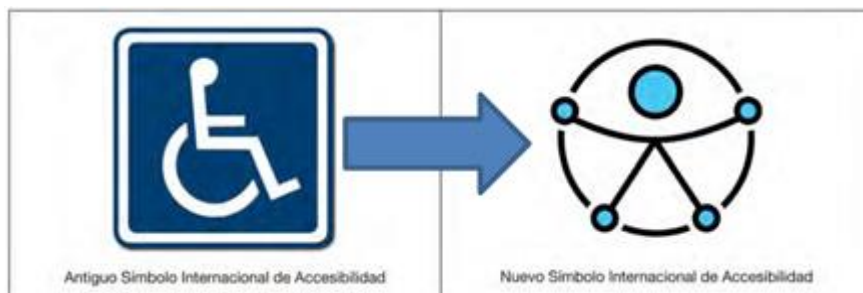 Antiguo Símbolo Internacional de Accesibilidad
Nuevo Símbolo Internacional de Accesibilidad